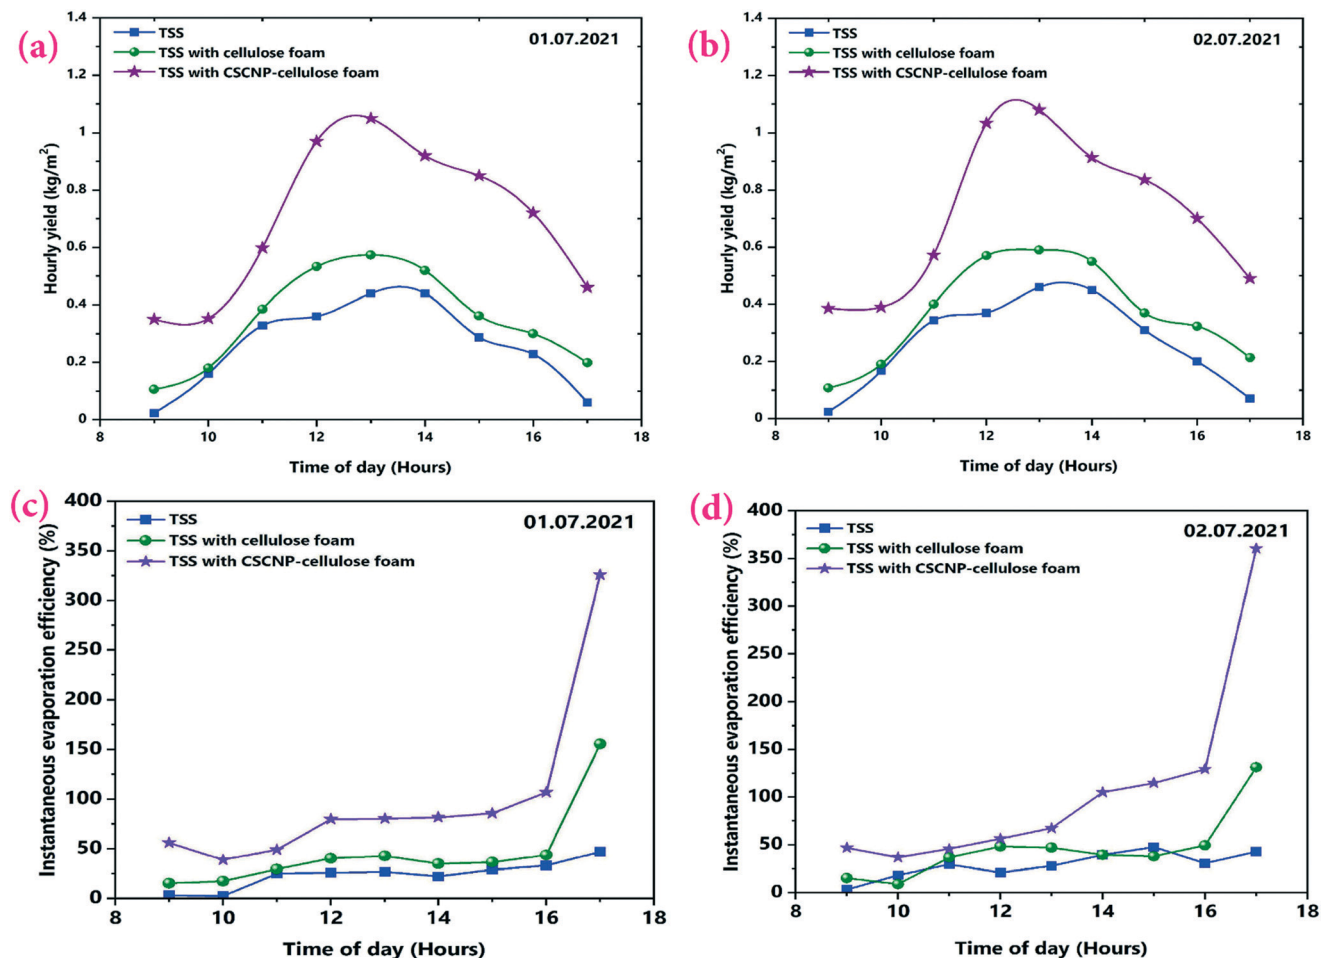 (a)
TSS
TSS with cellulose foam
TSS with CSCNP-cellulose foam
01.07.2021
1.4
1.2
1
0.8
0.6
0.4
0.2
0
Hourly yield (kg/m²)
8 10 12 14 16 18
Time of day (Hours)
(b)
TSS
TSS with cellulose foam
TSS with CSCNP-cellulose foam
02.07.2021
1.4
1.2
1
0.8
0.6
0.4
0.2
0
Hourly yield (kg/m²)
8 10 12 14 16 18
Time of day (Hours)
(c)
TSS
TSS with cellulose foam
TSS with CSCNP-cellulose foam
01.07.2021
400
350
300
250
200
150
100
50
0
Instantaneous evaporation efficiency (%)
8 10 12 14 16 18
Time of day (Hours)
(d)
TSS
TSS with cellulose foam
TSS with CSCNP-cellulose foam
02.07.2021
400
350
300
250
200
150
100
50
0
Instantaneous evaporation efficiency (%)
8 10 12 14 16 18
Time of day (Hours)